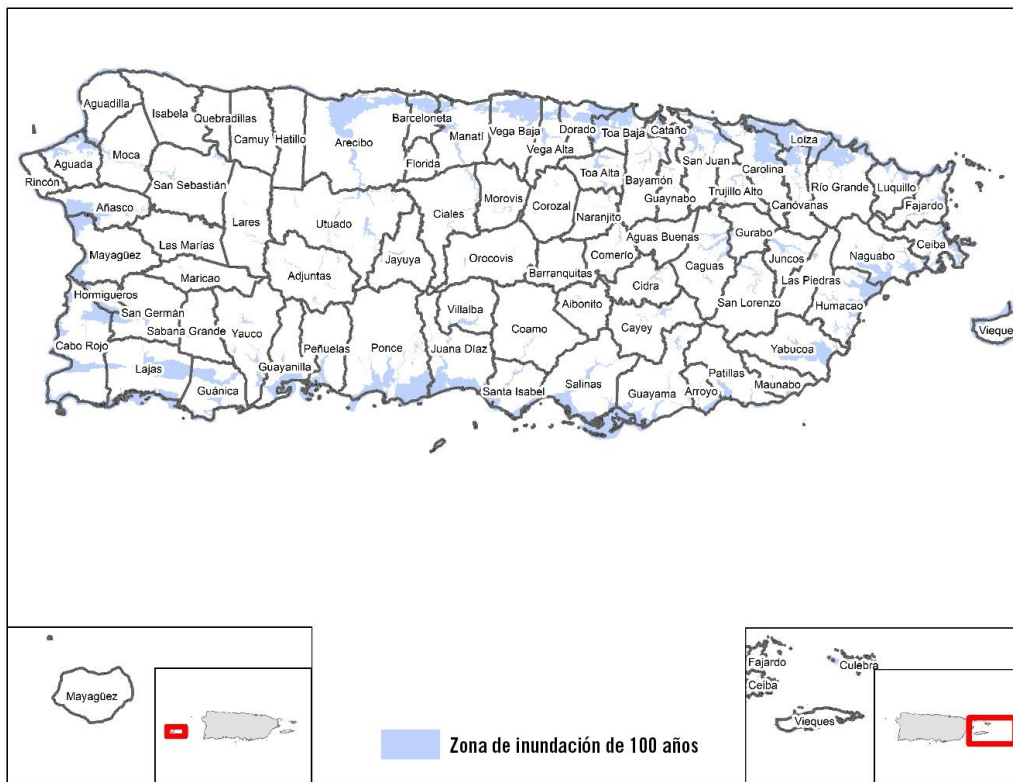 Aguadilla
Isabela
Quebradillas
Camuy
Hatillo
Arecibo
Barceloneta
Manatí
Vega Baja
Dorado
Vega Alta
Toa Baja
Cataño
San Juan
Loíza
Carolina
Aguada
Moca
Rincón
San Sebastián
Florida
Toa Alta
Bayamón
Guaynabo
Trujillo Alto
Canóvanas
Río Grande
Luquillo
Fajardo
Añasco
Lares
Utuado
Ciales
Morovis
Corozal
Naranjito
Aguas Buenas
Gurabo
Ceiba
Mayagüez
Las Marías
Maricao
Adjuntas
Jayuya
Orocovis
Barranquitas
Comerío
Cidra
Caguas
Juncos
Las Piedras
Naguabo
Humacao
Hormigueros
San Germán
Sabana Grande
Yauco
Villalba
Aibonito
Cayey
San Lorenzo
Vieques
Cabo Rojo
Lajas
Guánica
Guayanilla
Peñuelas
Ponce
Juana Díaz
Coamo
Santa Isabel
Salinas
Guayama
Arroyo
Patillas
Maunabo
Yabucoa
Mayagüez
Fajardo
Ceiba
Culebra
Vieques
Zona de inundación de 100 años